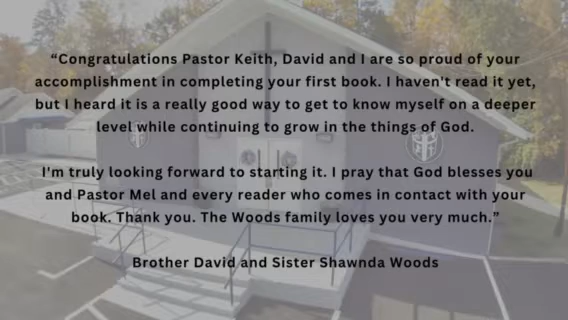 “Congratulations Pastor Keith, David and I are so proud of your
accomplishment in completing your first book. I haven't read it yet,
but I heard it is a really good way to get to know myself on a deeper
level while continuing to grow in the things of God.
I'm truly looking forward to starting it. I pray that God blesses you
and Pastor Mel and every reader who comes in contact with your
book. Thank you. The Woods family loves you very much.”
Brother David and Sister Shawnda Woods